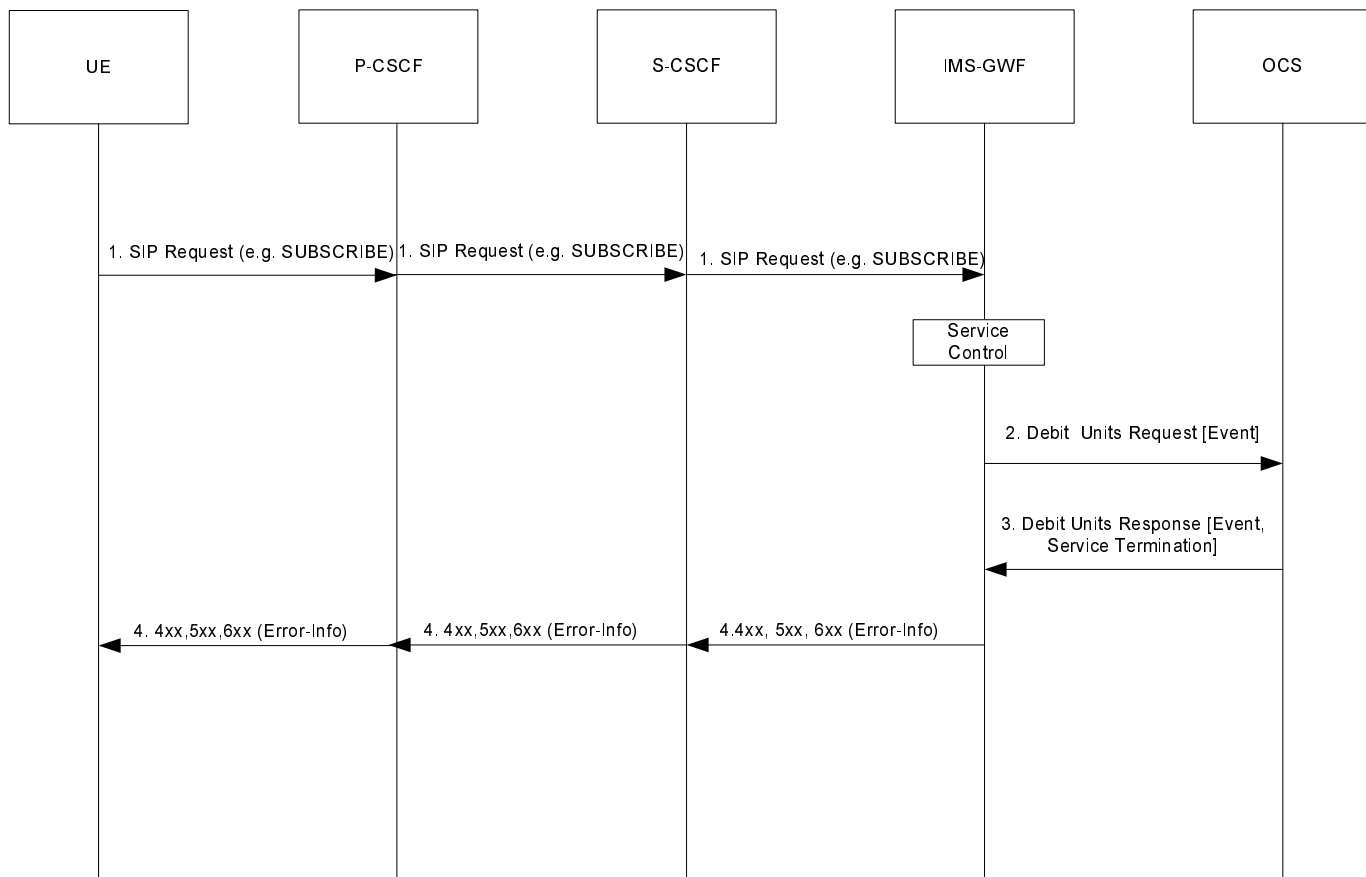 UE
P-CSCF
S-CSCF
IMS-GWF
OCS
1. SIP Request (e.g. SUBSCRIBE)
1. SIP Request (e.g. SUBSCRIBE)
1. SIP Request (e.g. SUBSCRIBE)
Service
Control
2. Debit Units Request [Event]
3. Debit Units Response [Event,
Service Termination]
4. 4xx,5xx,6xx (Error-Info)
4. 4xx,5xx,6xx (Error-Info)
4.4xx, 5xx, 6xx (Error-Info)